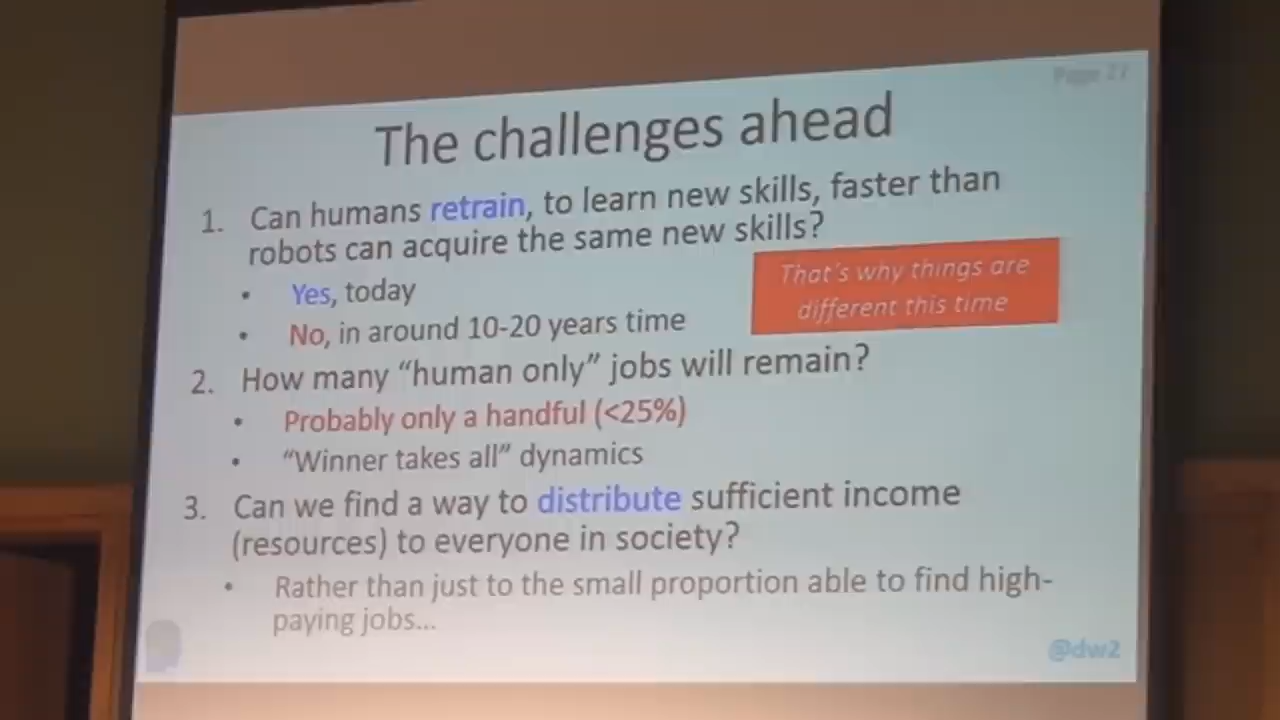 Page 27
The challenges ahead
1. Can humans retrain, to learn new skills, faster than
robots can acquire the same new skills?
• Yes, today
• No, in around 10-20 years time
That's why things are
different this time
2. How many “human only” jobs will remain?
• Probably only a handful (<25%)
• “Winner takes all” dynamics
3. Can we find a way to distribute sufficient income
(resources) to everyone in society?
• Rather than just to the small proportion able to find high-
paying jobs...
@dw2